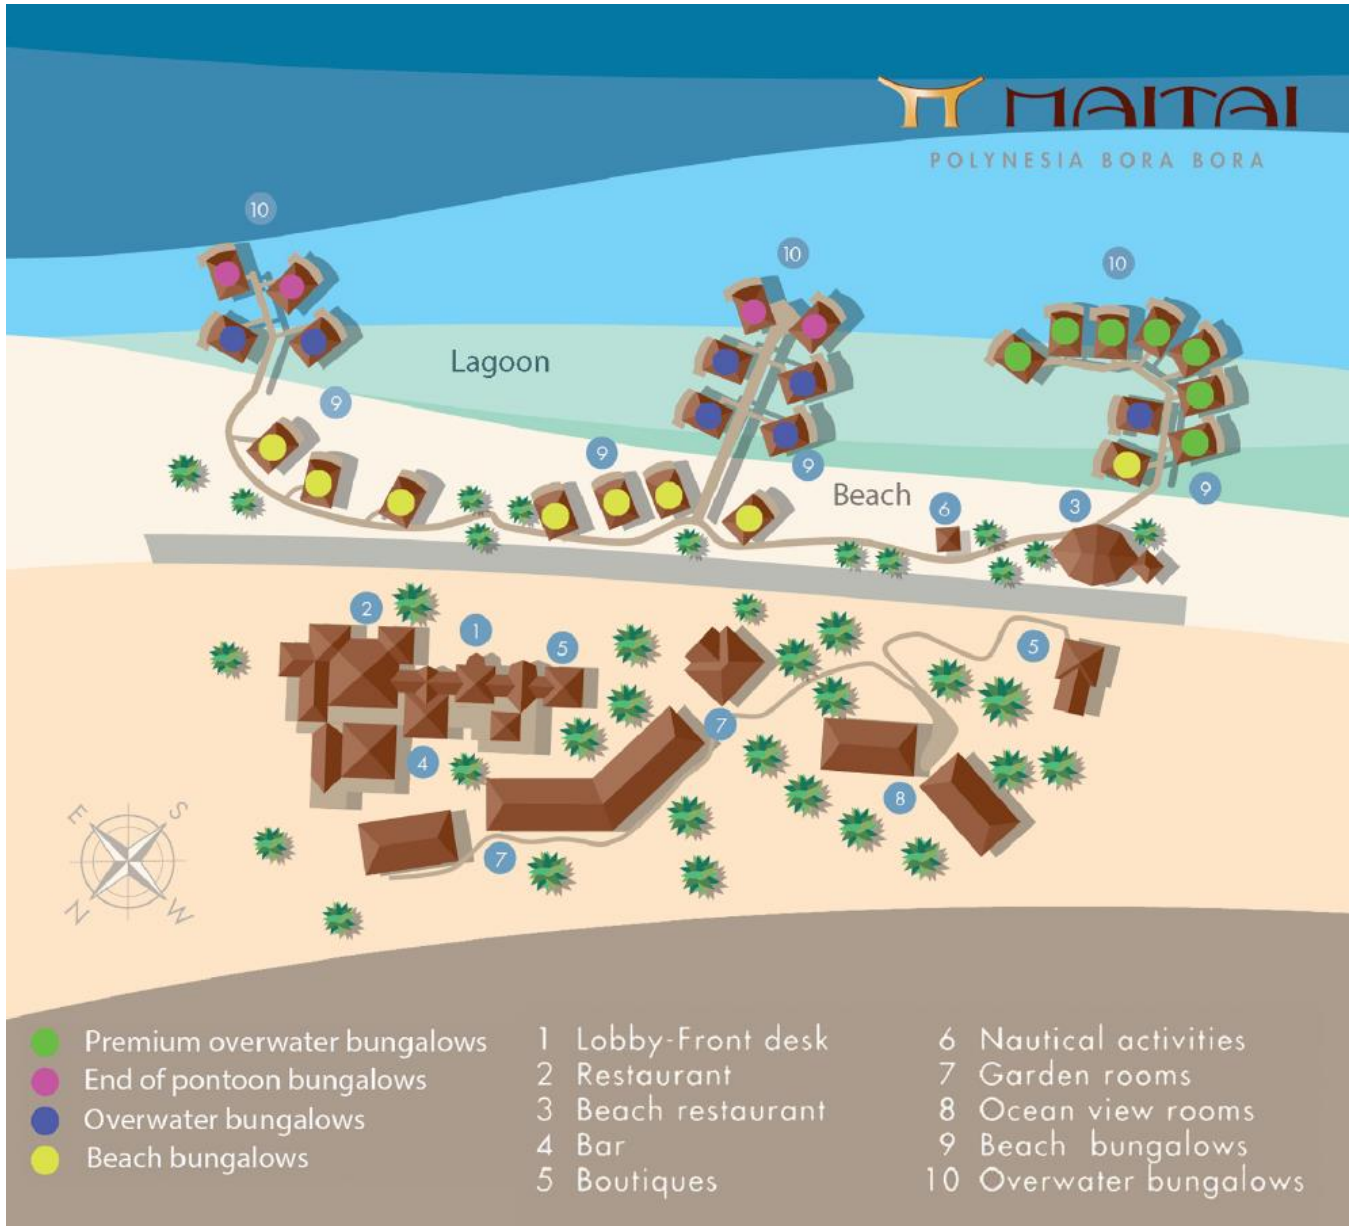 MAITAI
POLYNESIA BORA BORA
10
10
10
Lagoon
9
9
9
Beach
6
3
9
2
1
5
5
7
4
8
7
E
S
N
W
Premium overwater bungalows
End of pontoon bungalows
Overwater bungalows
Beach bungalows
1 Lobby-Front desk
2 Restaurant
3 Beach restaurant
4 Bar
5 Boutiques
6 Nautical activities
7 Garden rooms
8 Ocean view rooms
9 Beach bungalows
10 Overwater bungalows